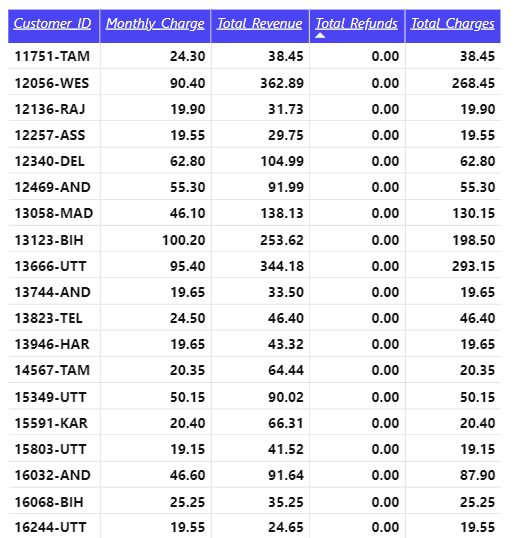 Customer_ID Monthly_Charge Total_Revenue Total_Refunds Total_Charges
11751-TAM 24.30 38.45 0.00 38.45
12056-WES 90.40 362.89 0.00 268.45
12136-RAJ 19.90 31.73 0.00 19.90
12257-ASS 19.55 29.75 0.00 19.55
12340-DEL 62.80 104.99 0.00 62.80
12469-AND 55.30 91.99 0.00 55.30
13058-MAD 46.10 138.13 0.00 130.15
13123-BIH 100.20 253.62 0.00 198.50
13666-UTT 95.40 344.18 0.00 293.15
13744-AND 19.65 33.50 0.00 19.65
13823-TEL 24.50 46.40 0.00 46.40
13946-HAR 19.65 43.32 0.00 19.65
14567-TAM 20.35 64.44 0.00 20.35
15349-UTT 50.15 90.02 0.00 50.15
15591-KAR 20.40 66.31 0.00 20.40
15803-UTT 19.15 41.52 0.00 19.15
16032-AND 46.60 91.64 0.00 87.90
16068-BIH 25.25 35.25 0.00 25.25
16244-UTT 19.55 24.65 0.00 19.55